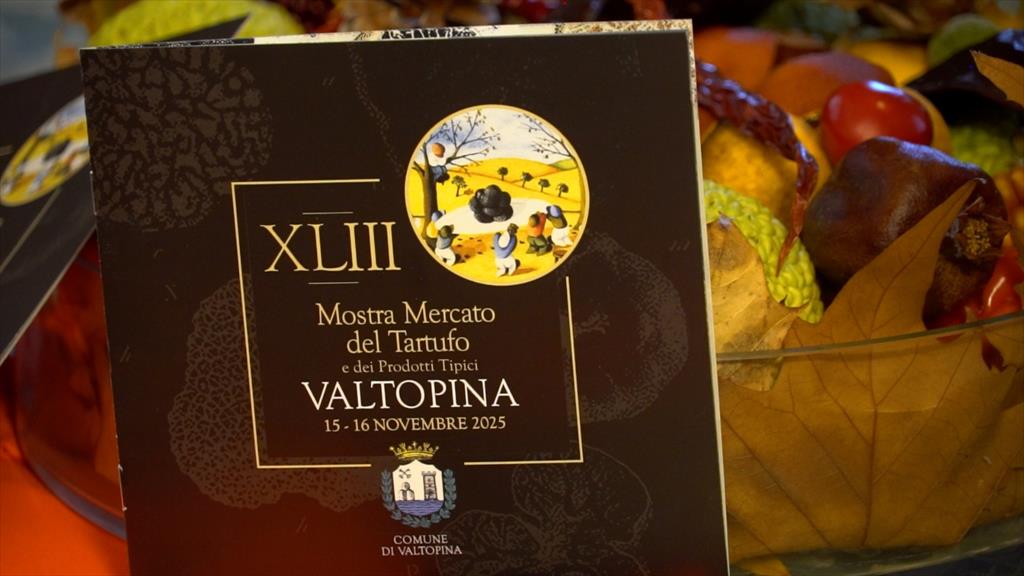 XLIII
Mostra Mercato
del Tartufo
e dei Prodotti Tipici
VALTOPINA
15 - 16 NOVEMBRE 2025
COMUNE
DI VALTOPINA